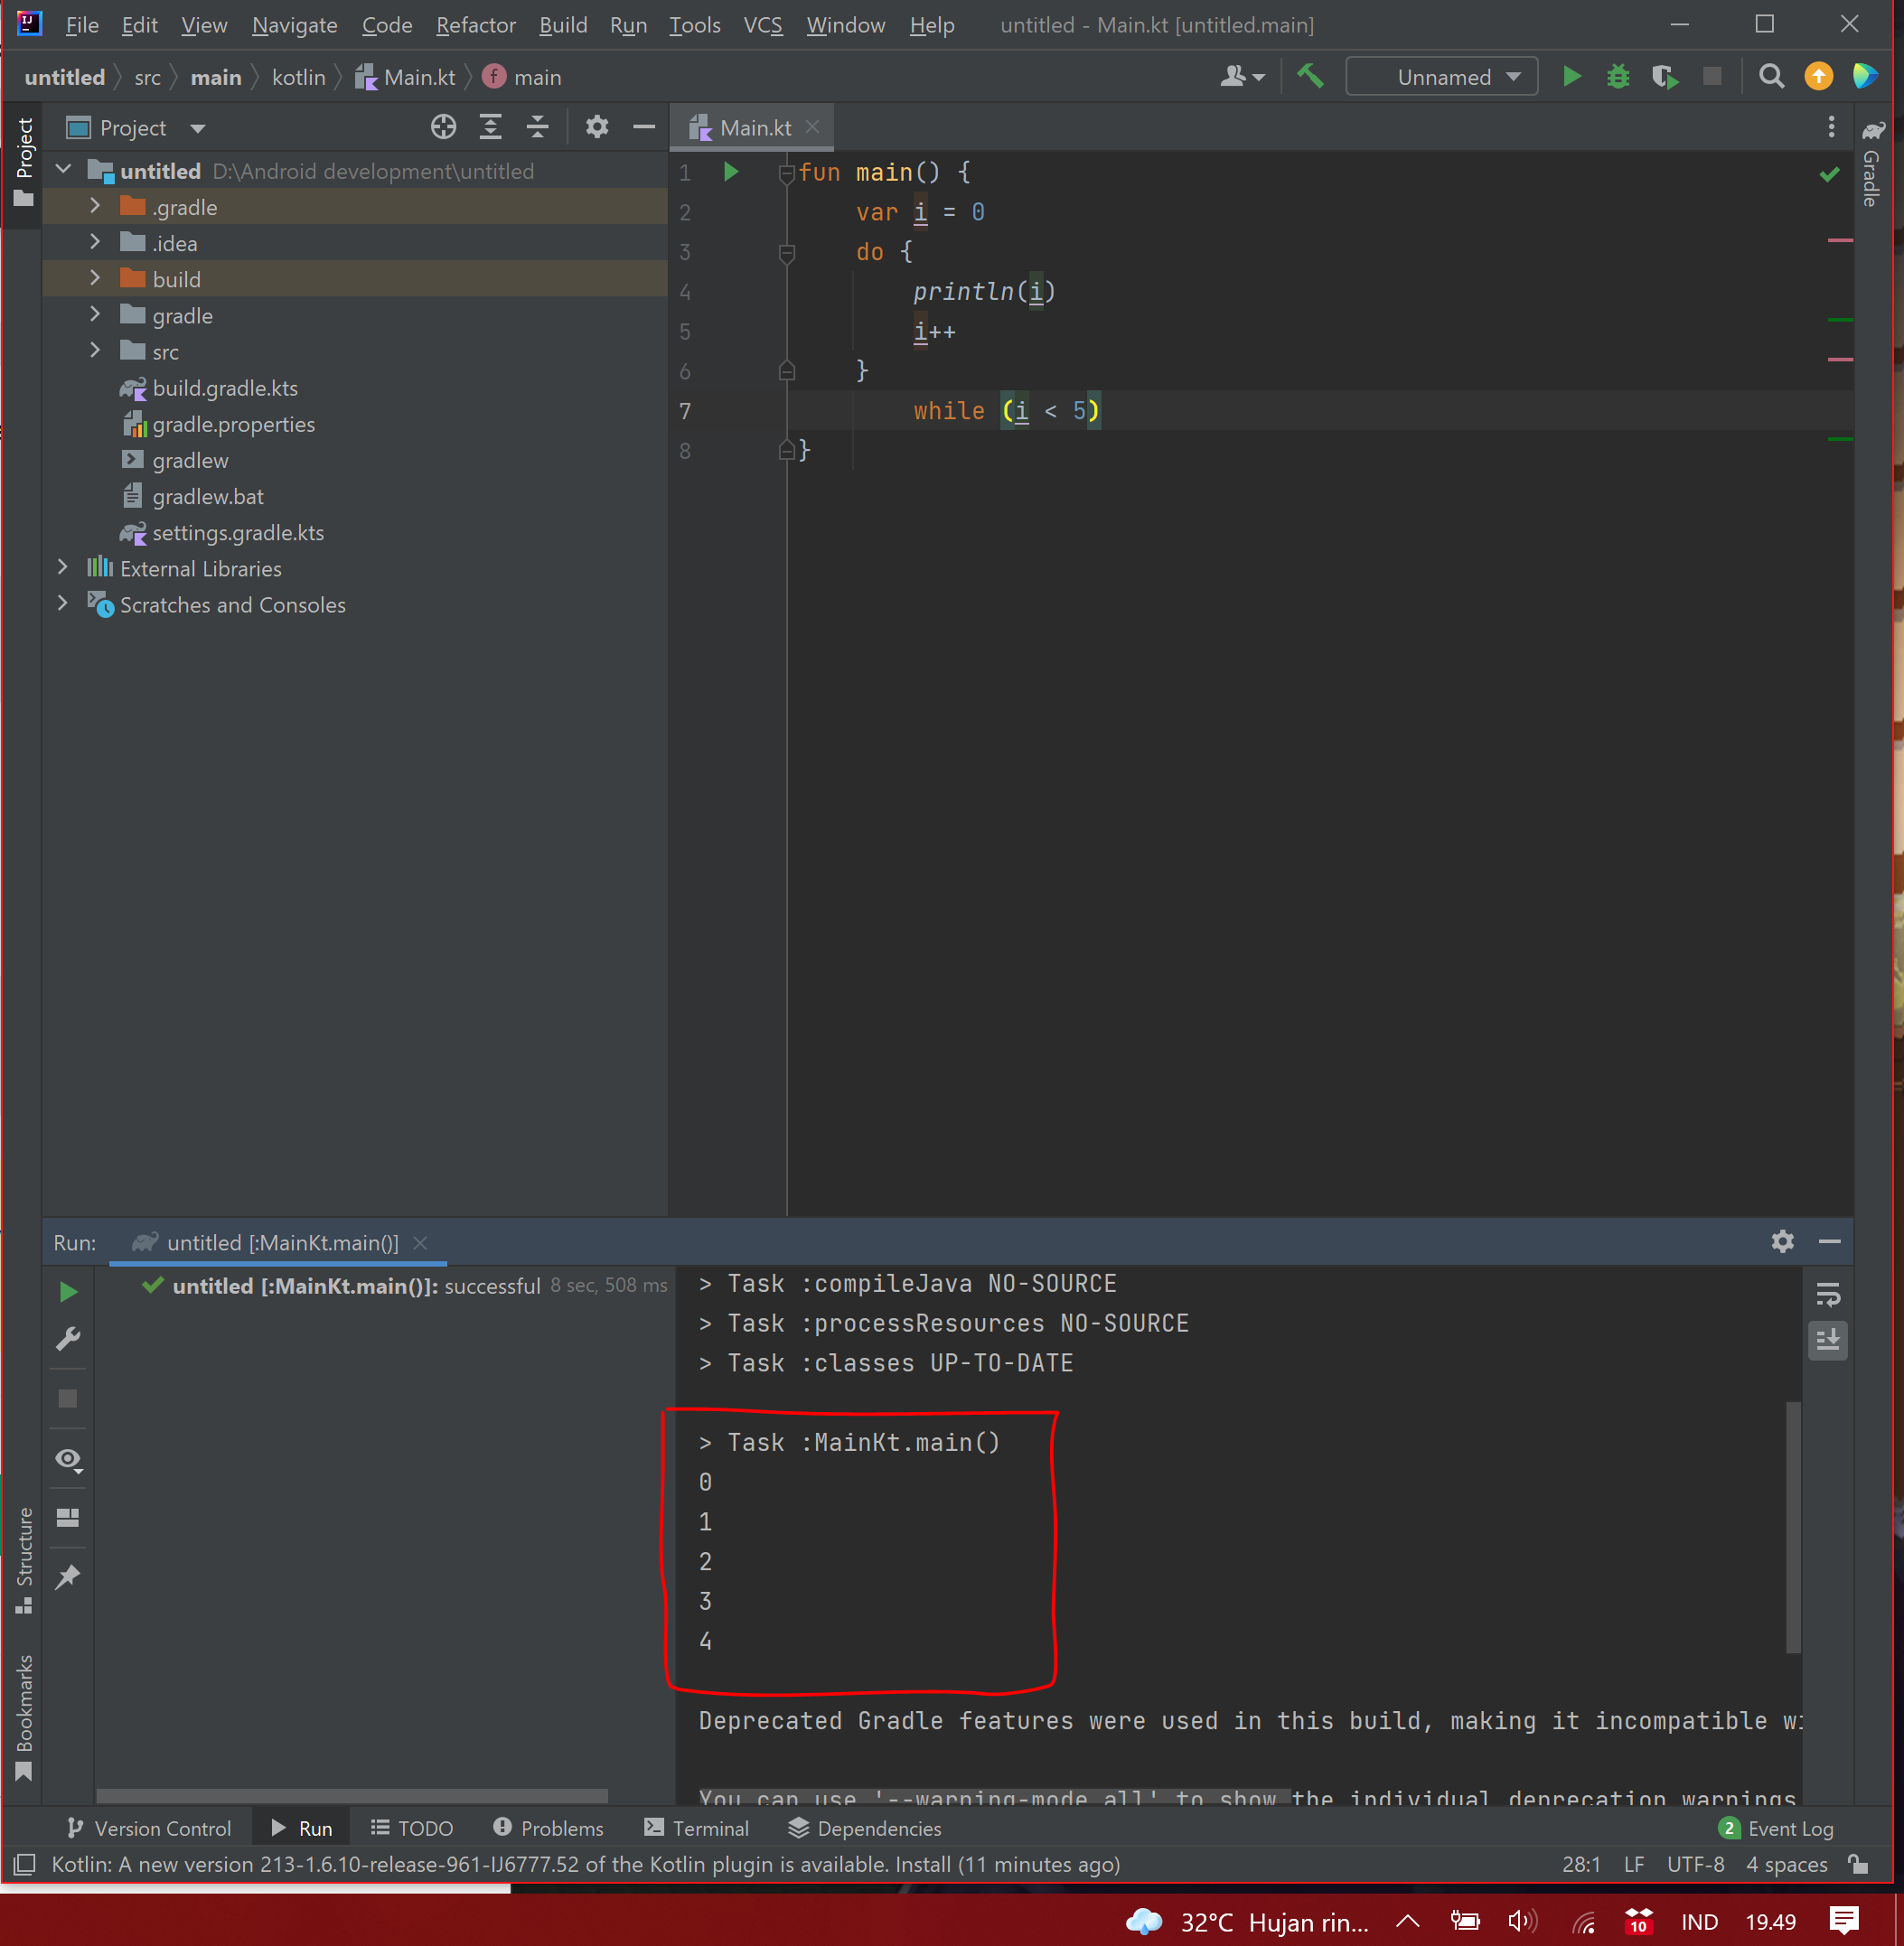 File Edit View Navigate Code Refactor Build Run Tools VCS Window Help untitled - Main.kt [untitled.main]
untitled src main kotlin Main.kt f main Unnamed
Project
Project
Main.kt
Gradle
untitled D:\Android development\untitled
.gradle
.idea
build
gradle
src
build.gradle.kts
gradle.properties
gradlew
gradlew.bat
settings.gradle.kts
External Libraries
Scratches and Consoles
1 fun main() {
2 var i = 0
3 do {
4 println(i)
5 i++
6 }
7 while (i < 5)
8 }
Run: untitled [:MainKt.main()]
untitled [:MainKt.main()]: successful 8 sec, 508 ms
> Task :compileJava NO-SOURCE
> Task :processResources NO-SOURCE
> Task :classes UP-TO-DATE
> Task :MainKt.main()
0
1
2
3
4
Deprecated Gradle features were used in this build, making it incompatible wi
You can use '--warning-mode all' to show the individual deprecation warnings
Structure
Bookmarks
Version Control Run TODO Problems Terminal Dependencies 2 Event Log
Kotlin: A new version 213-1.6.10-release-961-IJ6777.52 of the Kotlin plugin is available. Install (11 minutes ago) 28:1 LF UTF-8 4 spaces
32°C Hujan rin... 10 IND 19.49